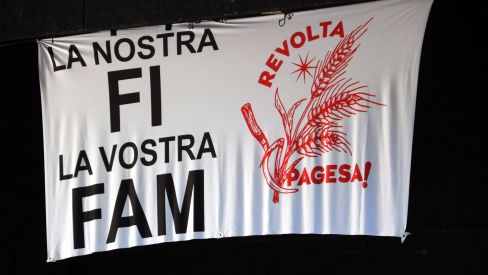 LA NOSTRA
FI
LA VOSTRA
FAM
REVOLTA
PAGESA!